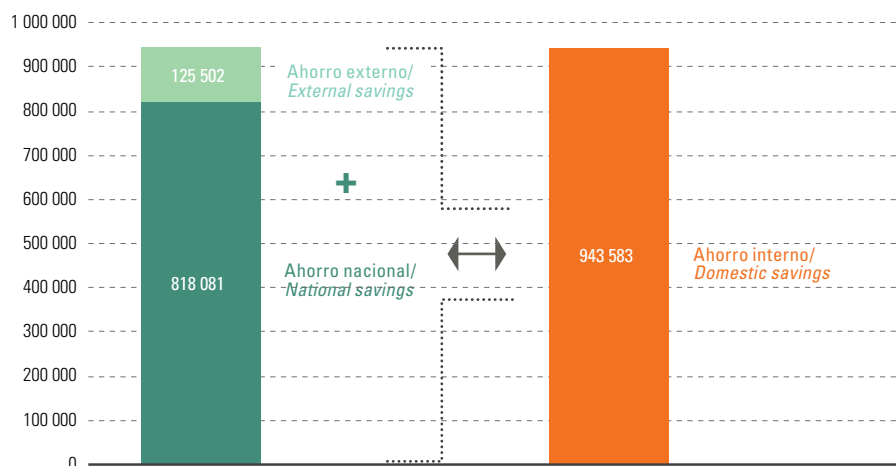 1 000 000
900 000
800 000
700 000
600 000
500 000
400 000
300 000
200 000
100 000
0
125 502
818 081
Ahorro externo/
External savings
+
Ahorro nacional/
National savings
943 583
Ahorro interno/
Domestic savings